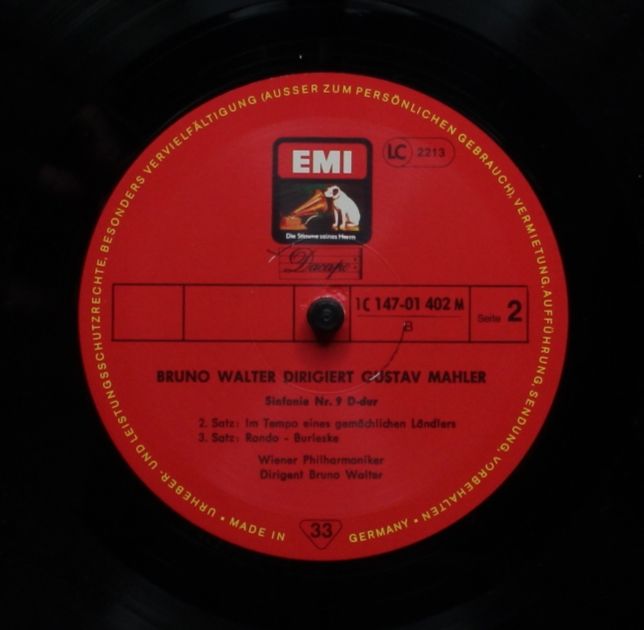 URHEBER- UND LEISTUNGSSCHUTZRECHTE, BESONDERS VERVIELFÄLTIGUNG (AUSSER ZUM PERSÖNLICHEN GEBRAUCH), VERMIETUNG, AUFFÜHRUNG, SENDUNG, VORBEHALTEN •
EMI
LC 2213
Die Stimme seines Herrn
Dacapo
1C 147-01 402 M
B
Seite 2
BRUNO WALTER DIRIGIERT GUSTAV MAHLER
Sinfonie Nr. 9 D-dur
2. Satz: Im Tempo eines gemächlichen Ländlers
3. Satz: Rondo - Burleske
Wiener Philharmoniker
Dirigent Bruno Walter
• MADE IN
33
GERMANY